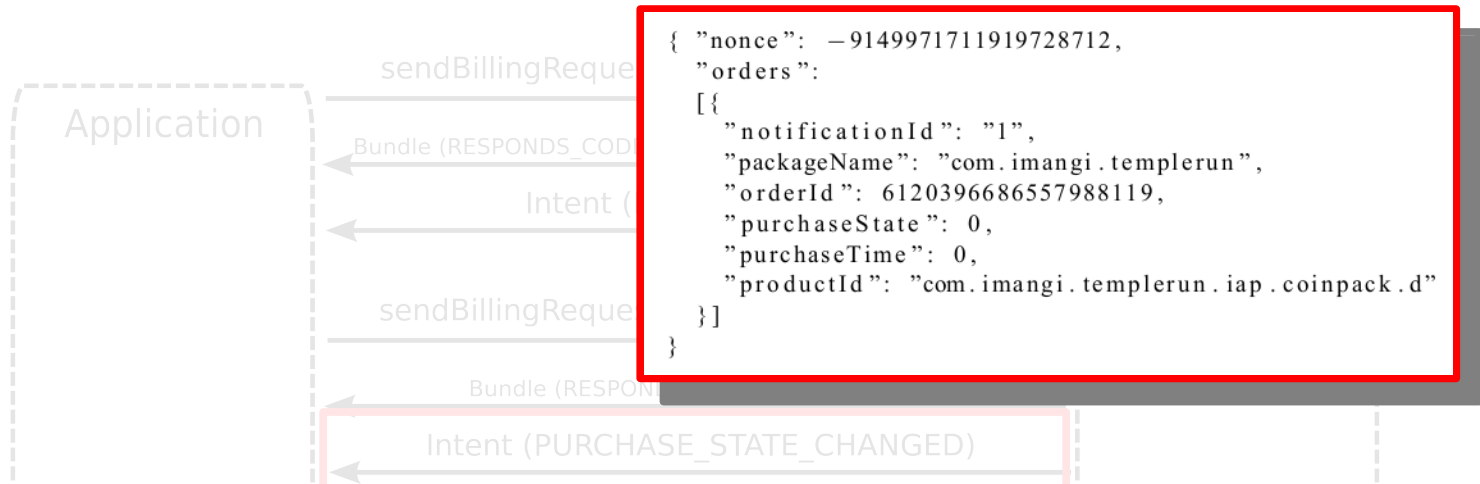 sendBillingReque
Application
Bundle (RESPONDS_COD
Intent (
sendBillingReque
Bundle (RESPON
Intent (PURCHASE_STATE_CHANGED)
{ ”nonce”: −9149971711919728712,
”orders”:
[{
”notificationId”: ”1”,
”packageName”: ”com.imangi.templerun”,
”orderId”: 6120396686557988119,
”purchaseState”: 0,
”purchaseTime”: 0,
”productId”: ”com.imangi.templerun.iap.coinpack.d”
}]
}